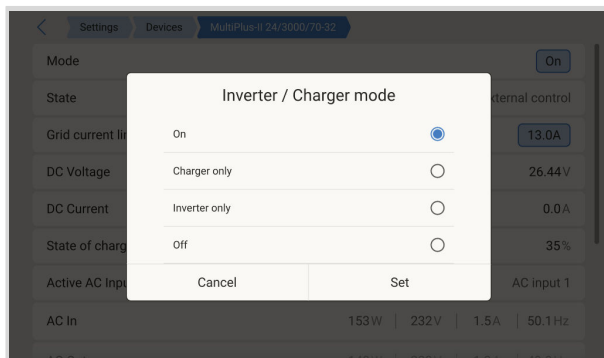 Settings Devices MultiPlus-II 24/3000/70-32
Mode On
State xternal control
Inverter / Charger mode
On
Charger only
Inverter only
Off
Cancel Set
Grid current lir 13.0A
DC Voltage 26.44V
DC Current 0.0A
State of charg 35%
Active AC Inpu AC input 1
AC In 153W 232V 1.5A 50.1Hz